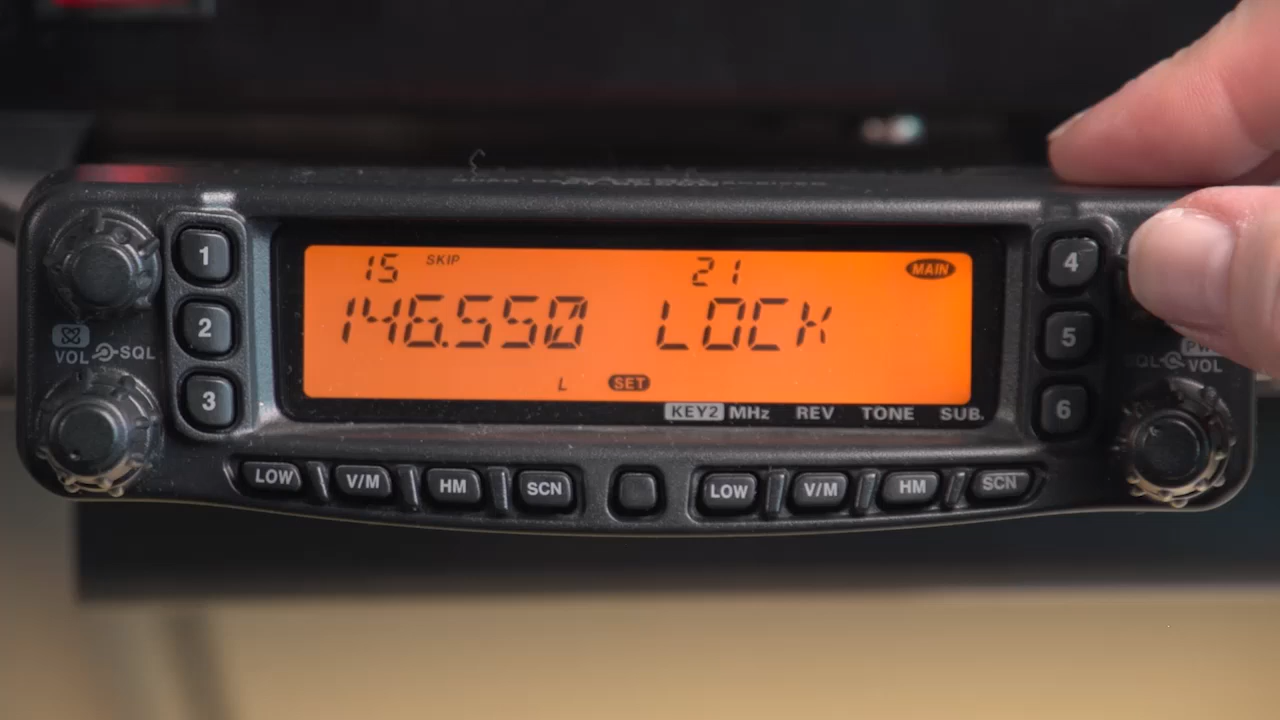 15 SKIP 21 MAIN
146.550 LOCK
L SET
KEY2 MHz REV TONE SUB
1
2
3
4
5
6
VOL SQL
VOL
LOW V/M HM SCN LOW V/M HM SCN